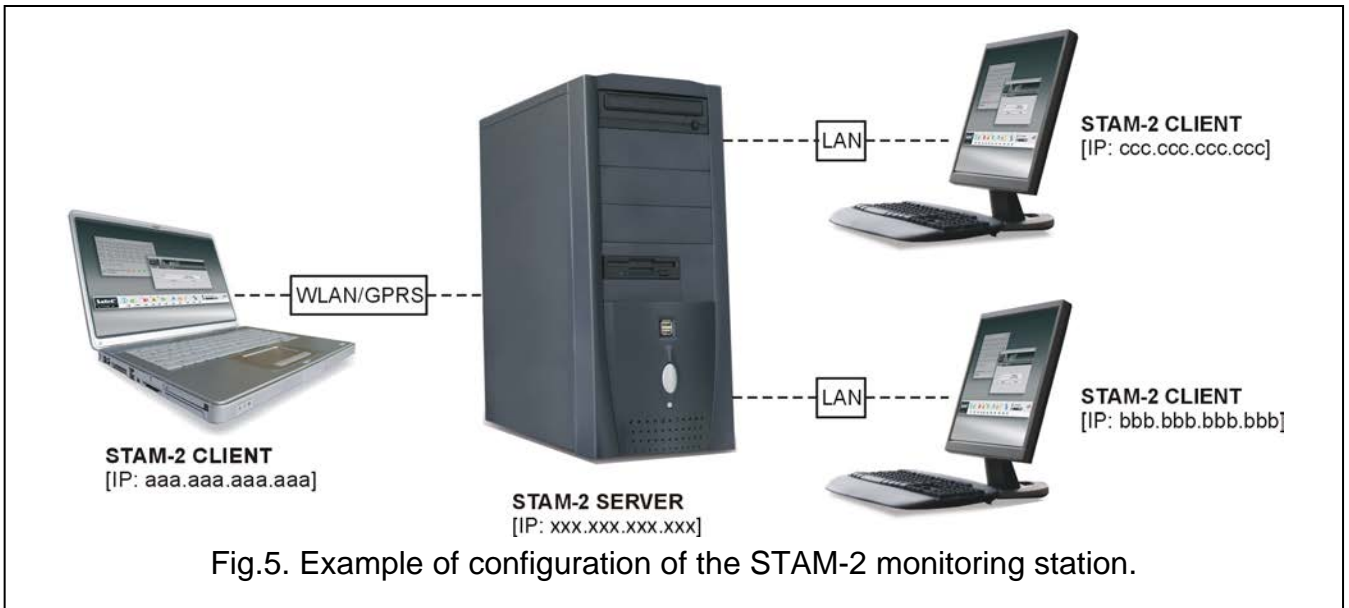 LAN
STAM-2 CLIENT
[IP: ccc.ccc.ccc.ccc]
WLAN/GPRS
LAN
STAM-2 CLIENT
[IP: bbb.bbb.bbb.bbb]
STAM-2 CLIENT
[IP: aaa.aaa.aaa.aaa]
STAM-2 SERVER
[IP: xxx.xxx.xxx.xxx]
Fig.5. Example of configuration of the STAM-2 monitoring station.